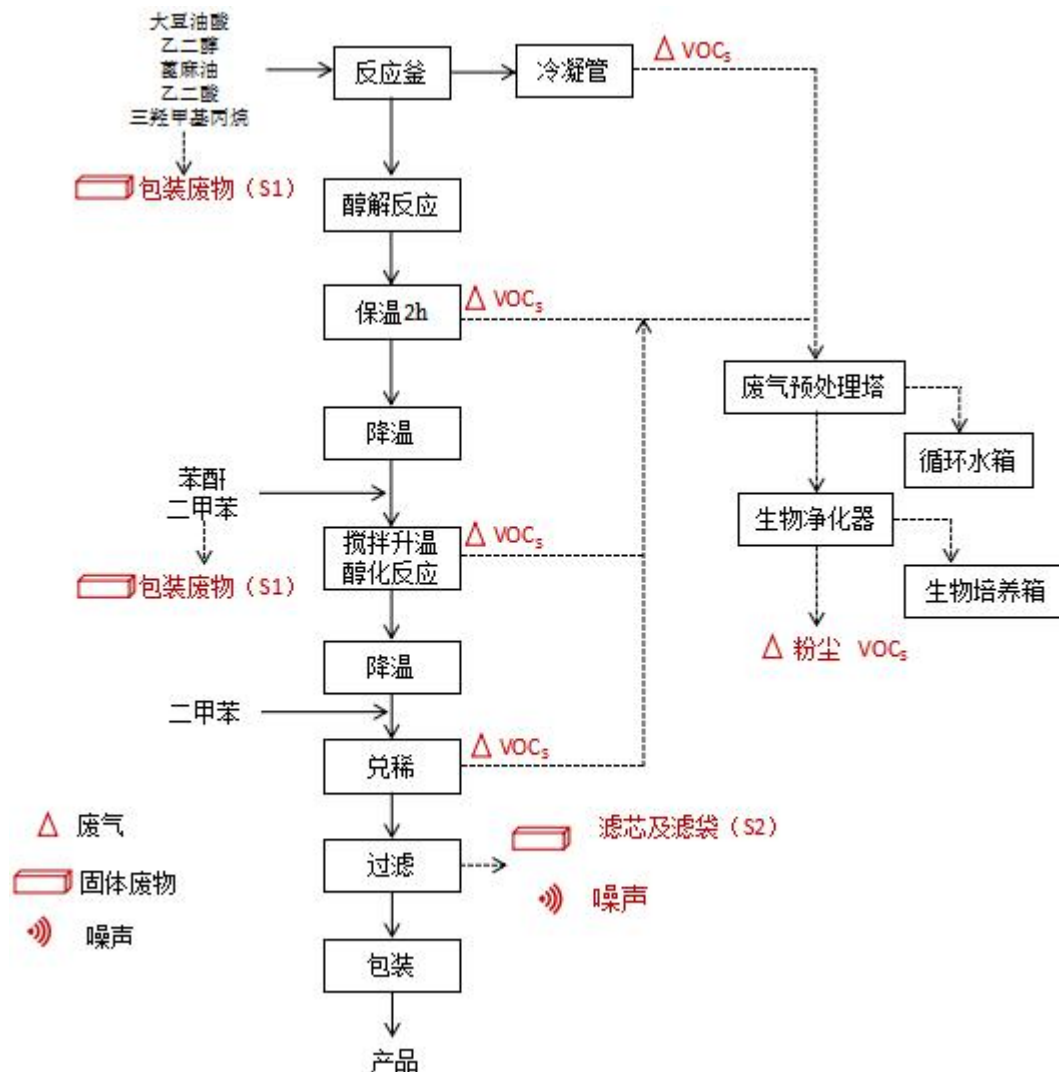 大豆油酸
乙二醇
蓖麻油
乙二酸
三羟甲基丙烷
反应釜
冷凝管
Δ VOCs
包装废物（S1）
醇解反应
保温2h
Δ VOCs
废气预处理塔
循环水箱
降温
苯酐
二甲苯
生物净化器
搅拌升温
醇化反应
Δ VOCs
包装废物（S1）
生物培养箱
Δ 粉尘 VOCs
降温
二甲苯
兑稀
Δ VOCs
Δ 废气
滤芯及滤袋（S2）
过滤
固体废物
噪声
噪声
包装
产品